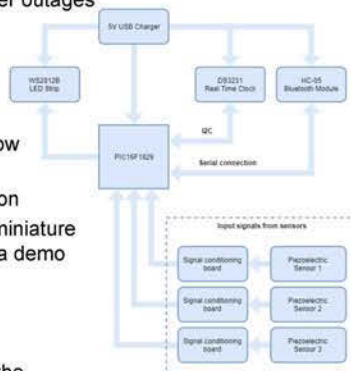 er outages
5V USB Charger
WS2812B
LED Strip
DS3231
Real Time Clock
HC-05
Bluetooth Module
ow
I2C
PIC16F1829
Serial connection
on
miniature
a demo
Input signals from sensors
Signal conditioning
board
Piezoelectric
Sensor 1
Signal conditioning
board
Piezoelectric
Sensor 2
Signal conditioning
board
Piezoelectric
Sensor 3